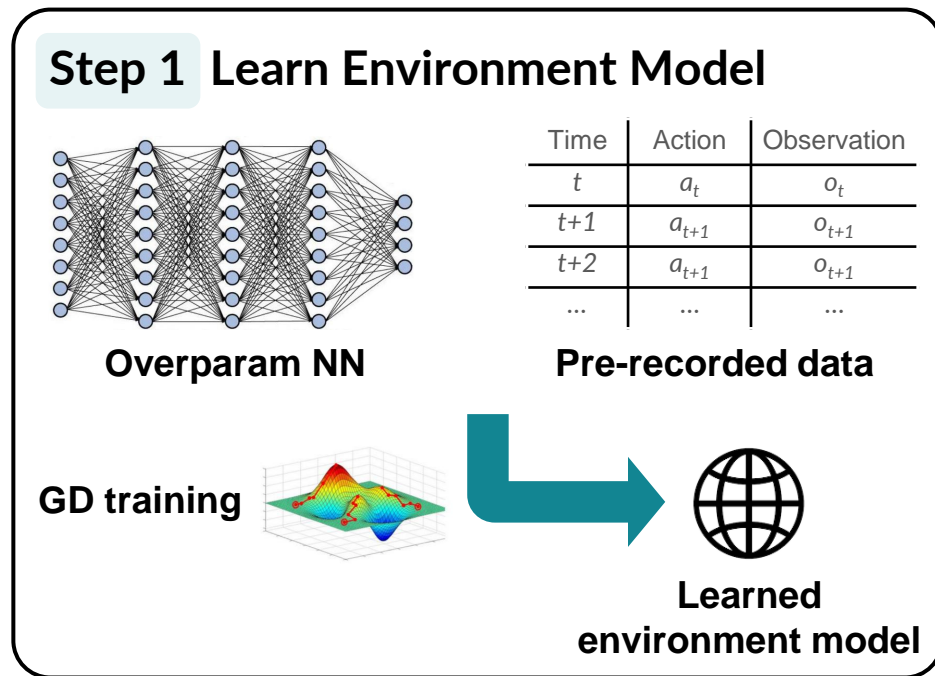 Step 1 Learn Environment Model
Time Action Observation
t a_t o_t
t+1 a_{t+1} o_{t+1}
t+2 a_{t+1} o_{t+1}
... ... ...
Overparam NN
Pre-recorded data
GD training
Learned
environment model